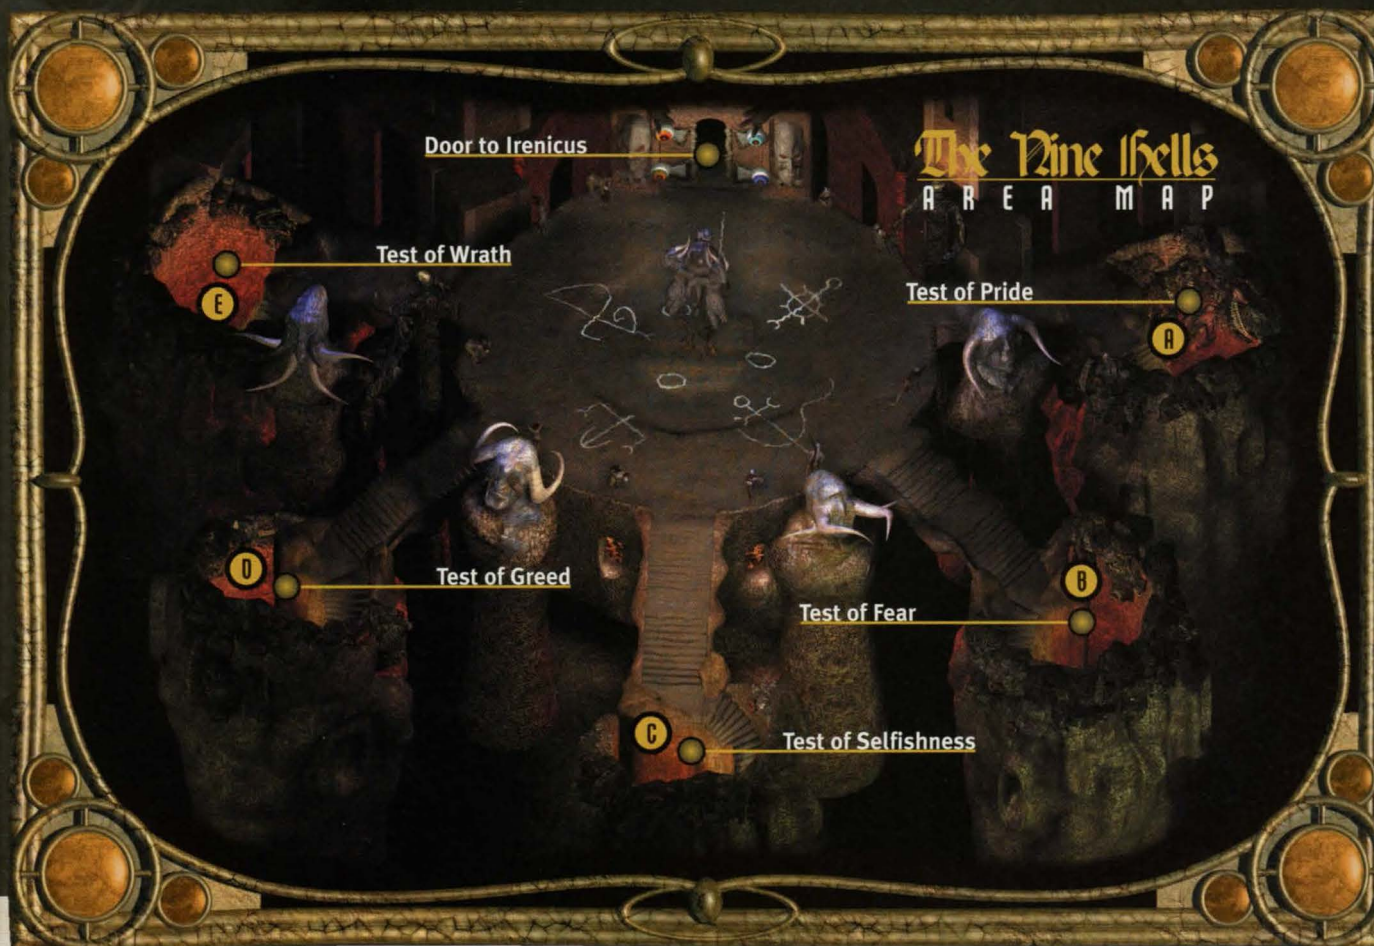 The Nine Hells
AREA MAP
Door to Irenicus
Test of Wrath
E
Test of Pride
A
D
Test of Greed
B
Test of Fear
C
Test of Selfishness